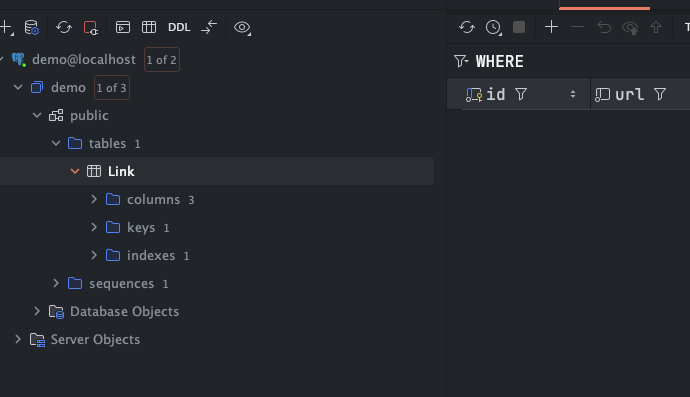 DDL
demo@localhost 1 of 2
demo 1 of 3
public
tables 1
Link
columns 3
keys 1
indexes 1
sequences 1
Database Objects
Server Objects
WHERE
id url